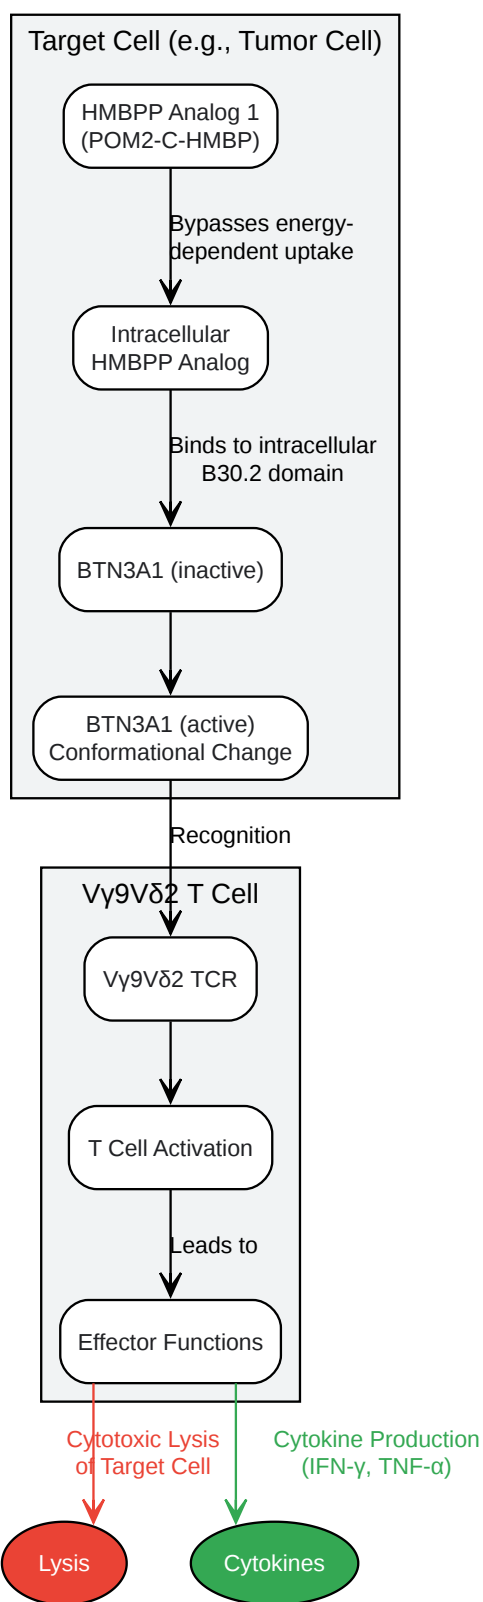 Target Cell (e.g., Tumor Cell)
HMBPP Analog 1
(POM2-C-HMBP)
Bypasses energy-
dependent uptake
Intracellular
HMBPP Analog
Binds to intracellular
B30.2 domain
BTN3A1 (inactive)
BTN3A1 (active)
Conformational Change
Recognition
Vγ9Vδ2 T Cell
Vγ9Vδ2 TCR
T Cell Activation
Leads to
Effector Functions
Cytotoxic Lysis
of Target Cell
Cytokine Production
(IFN-γ, TNF-α)
Lysis
Cytokines